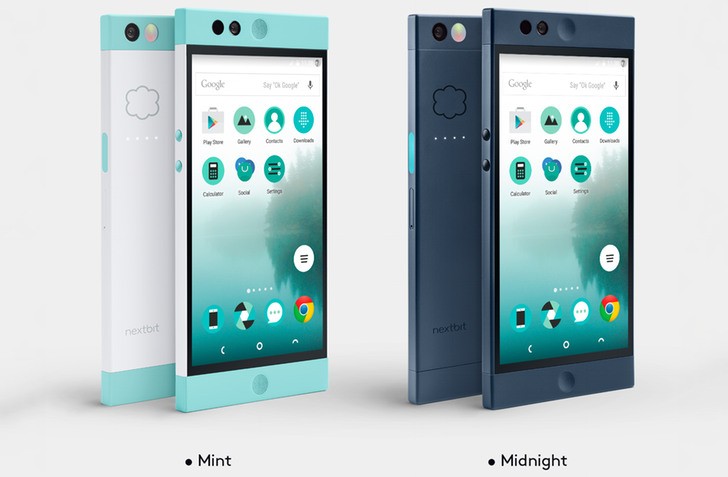 Google
Say "Ok Google"
Play Store
Gallery
Contacts
Downloads
Calculator
Social
Settings
nextbit
Google
Say "Ok Google"
Play Store
Gallery
Contacts
Downloads
Calculator
Social
Settings
nextbit
• Mint
• Midnight